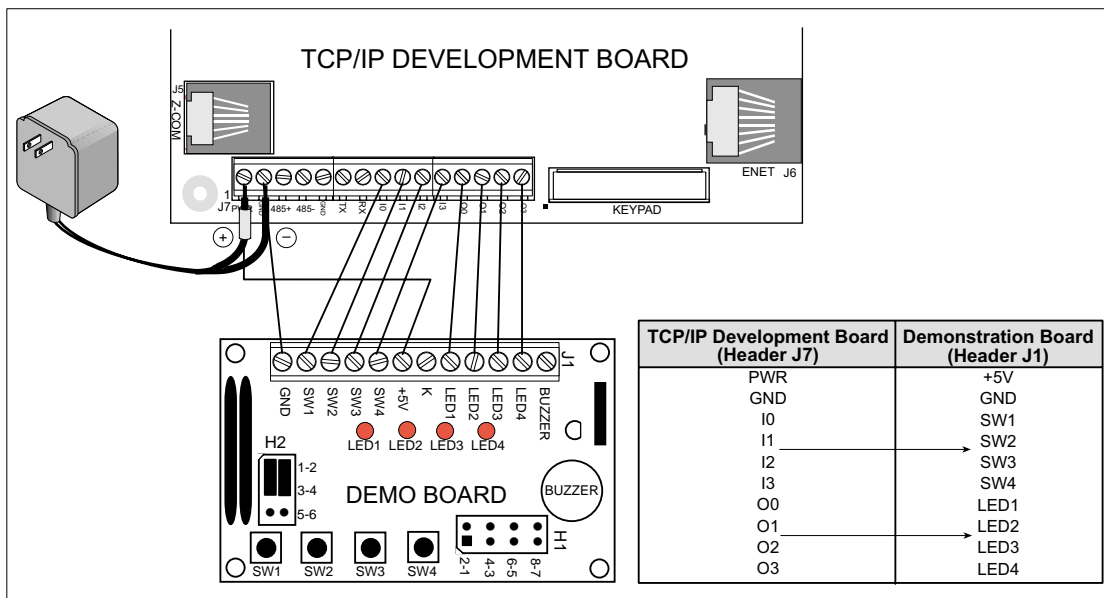 TCP/IP DEVELOPMENT BOARD
J5
Z-COM
ENET J6
1
J7
PWR
GND
485+
485-
GND
TX
RX
I0
I1
I2
I3
O0
O1
O2
O3
KEYPAD
+
−
J1
GND
SW1
SW2
SW3
SW4
+5V
K
LED1
LED2
LED3
LED4
BUZZER
LED1 LED2 LED3 LED4
H2
1-2
3-4
5-6
DEMO BOARD
BUZZER
H1
2-1
4-3
6-5
8-7
SW1 SW2 SW3 SW4
TCP/IP Development Board (Header J7) Demonstration Board (Header J1)
PWR +5V
GND GND
I0 SW1
I1 SW2
I2 SW3
I3 SW4
O0 LED1
O1 LED2
O2 LED3
O3 LED4